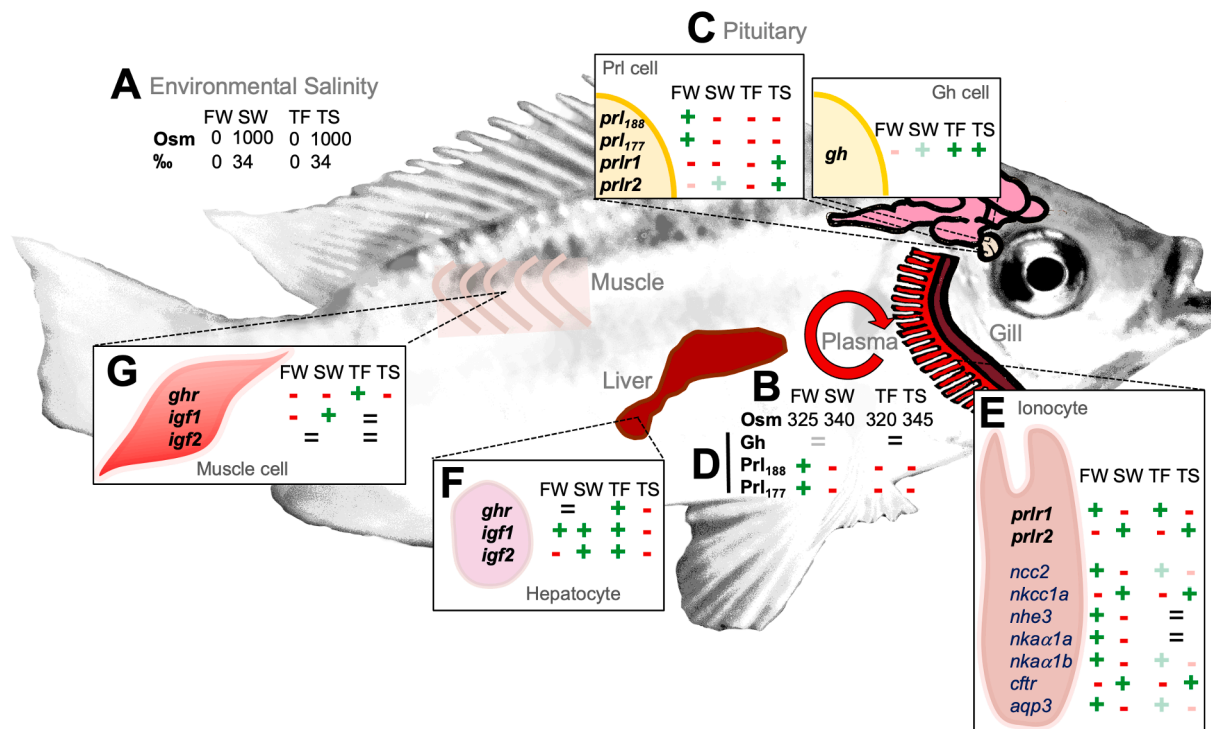 C Pituitary
Prl cell
FW SW TF TS
prl188 + - - -
prl177 + - - -
prlr1 - - - +
prlr2 - + - +
Gh cell
FW SW TF TS
gh - + + +
A Environmental Salinity
FW SW TF TS
Osm 0 1000 0 1000
‰ 0 34 0 34
Muscle
Gill
Plasma
Liver
G
FW SW TF TS
ghr - - + -
igf1 - + =
igf2 = =
Muscle cell
B
FW SW TF TS
Osm 325 340 320 345
D
Gh = =
Prl188 + - - -
Prl177 + - - -
F
FW SW TF TS
ghr = + -
igf1 + + + -
igf2 - + + -
Hepatocyte
E Ionocyte
FW SW TF TS
prlr1 + - + -
prlr2 - + - +
ncc2 + - + -
nkcc1a - + - +
nhe3 + - =
nkaα1a + - =
nkaα1b + - + -
cftr - + - +
aqp3 + - + -